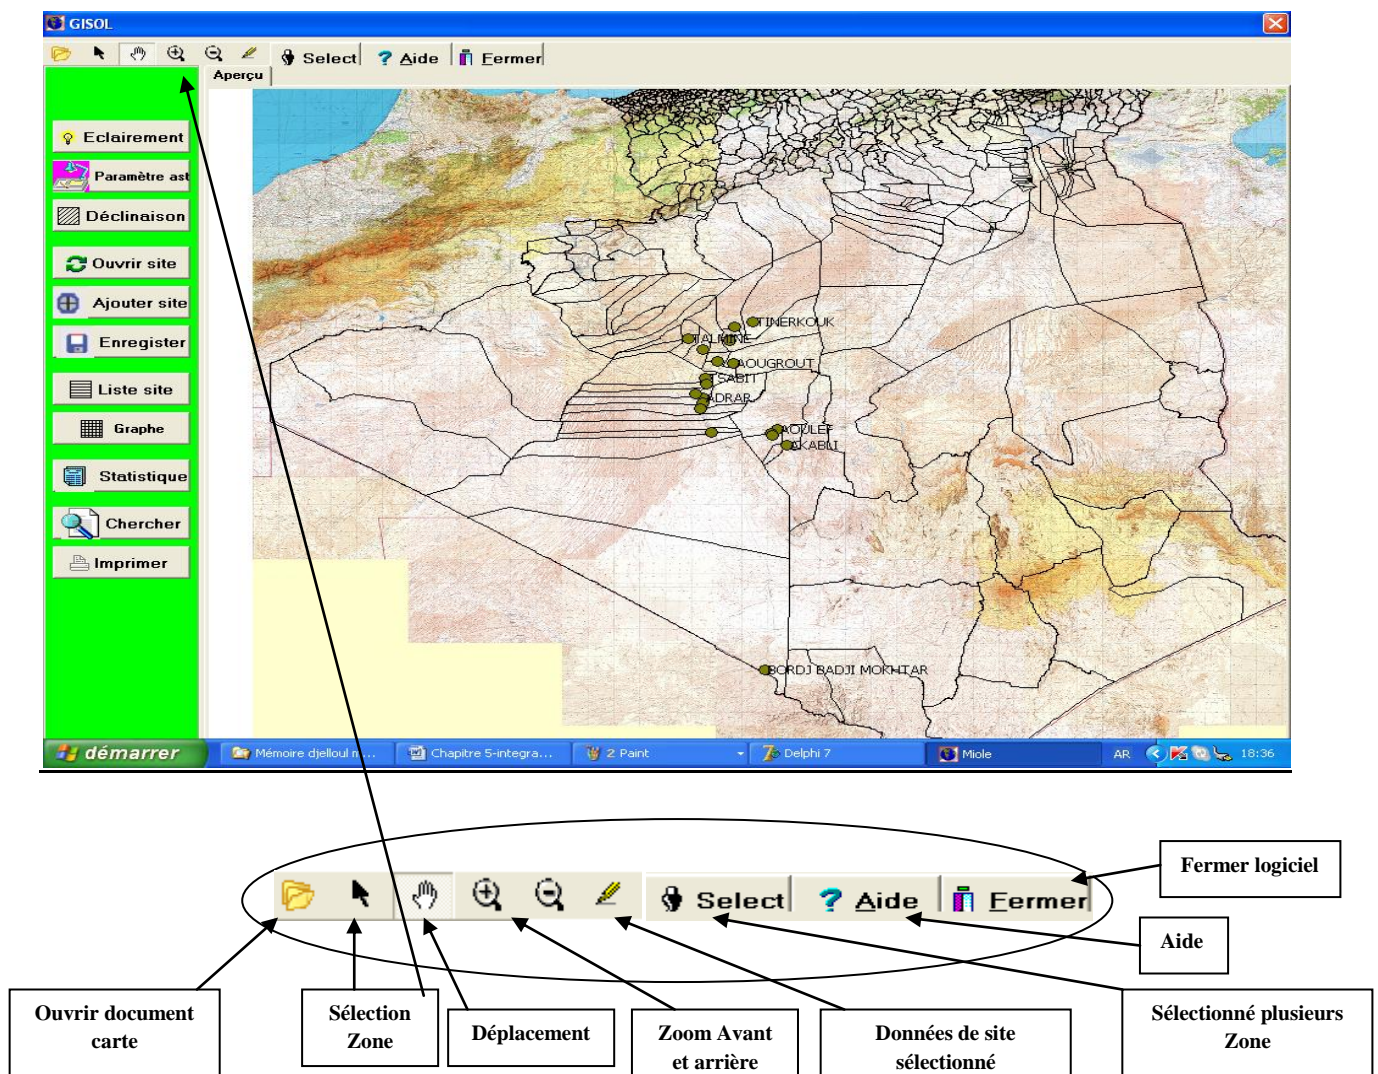 GISOL
Select
? Aide
Fermer
Aperçu
Eclairement
Paramètre ast
Déclinaison
Ouvrir site
Ajouter site
Enregister
Liste site
Graphe
Statistique
Chercher
Imprimer
TINERKOUK
TALMINE
AOUGROUT
TSABIT
ADRAR
AOULEF
AKABLI
BORDJ BADJI MOKHTAR
démarrer
Mémoire djelloul m...
Chapitre 5-integra...
2 Paint
Delphi 7
Miole
AR
18:36
Fermer logiciel
Select
? Aide
Fermer
Aide
Ouvrir document
carte
Sélection
Zone
Déplacement
Zoom Avant
et arrière
Données de site
sélectionné
Sélectionné plusieurs
Zone